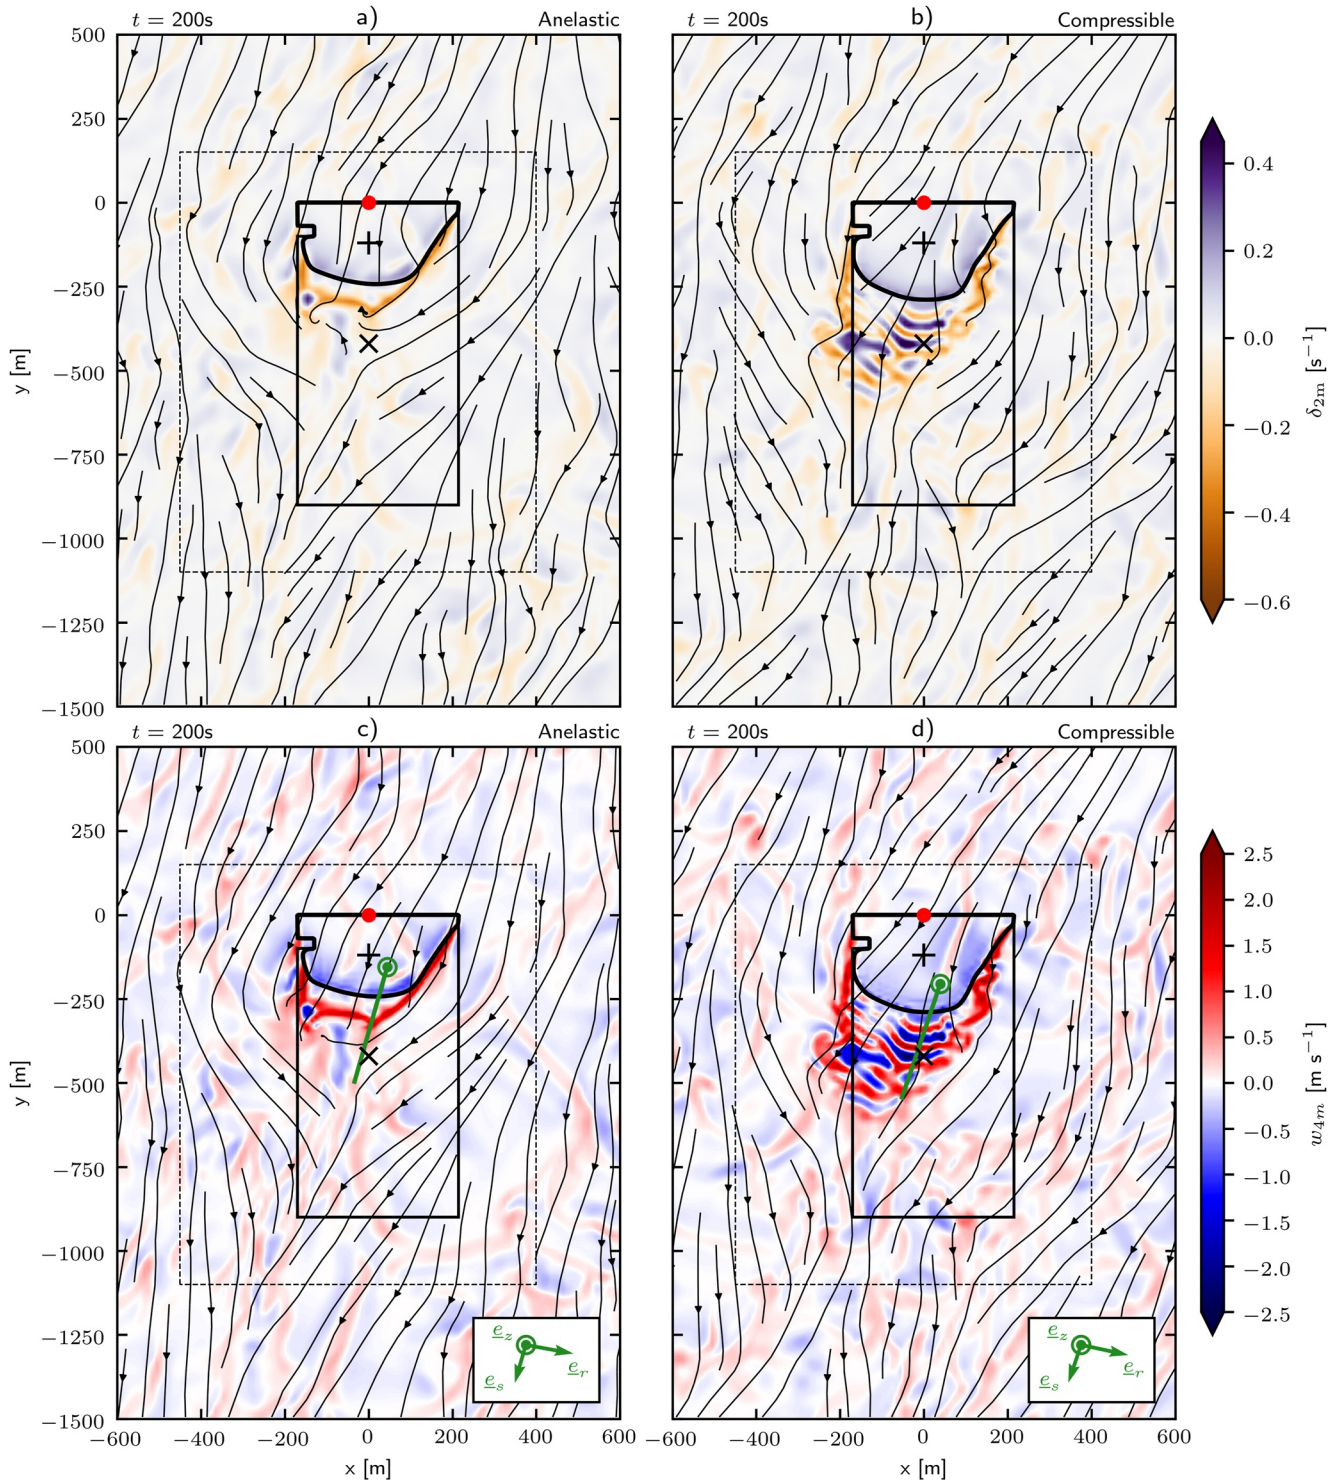 t = 200s a) Anelastic
t = 200s b) Compressible
500
250
0
−250
−500
−750
−1000
−1250
−1500
y [m]
0.4
0.2
0.0
−0.2
−0.4
−0.6
δ2m [s−1]
t = 200s c) Anelastic
t = 200s d) Compressible
500
250
0
−250
−500
−750
−1000
−1250
−1500
y [m]
2.5
2.0
1.5
1.0
0.5
0.0
−0.5
−1.0
−1.5
−2.0
−2.5
w4m [m s−1]
ez
er
es
ez
er
es
−600 −400 −200 0 200 400 600
−600 −400 −200 0 200 400 600
x [m]
x [m]